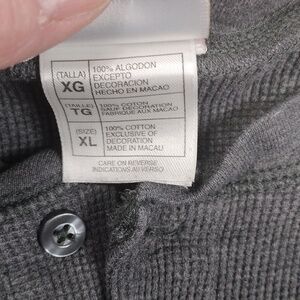 (TALLA)
XG
100% ALGODON
EXCEPTO
DECORACION
HECHO EN MACAO
(TAILLE)
TG
100% COTTON
SAUF DECORATION
FABRIQUE AUX MACAO
(SIZE)
XL
100% COTTON
EXCLUSIVE OF
DECORATION
MADE IN MACAU
CARE ON REVERSE
INDICATIONS AU VERSO